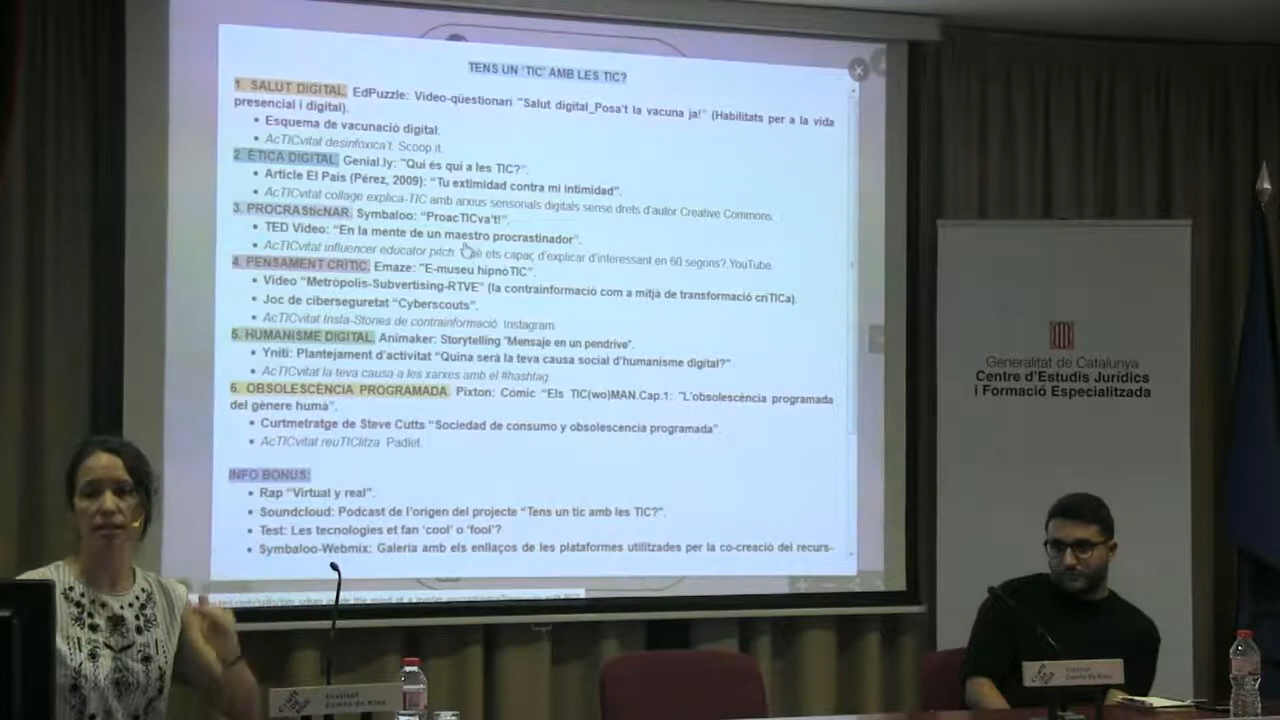 TENS UN 'TIC' AMB LES TIC?
1. SALUT DIGITAL. EdPuzzle: Video-qüestionari "Salut digital_Posa't la vacuna ja!" (Habilitats per a la vida
presencial i digital).
• Esquema de vacunació digital.
• AcTICvitat desinfoxica't. Scoop it.
2. ÈTICA DIGITAL. Genial.ly: "Qui és qui a les TIC?".
• Article El País (Pérez, 2009): "Tu extimidad contra mi intimidad".
• AcTICvitat collage explica-TIC amb arxius sensorials digitals sense drets d'autor Creative Commons.
3. PROCRASticNAR. Symbaloo: "ProacTICva't!".
• TED Video: "En la mente de un maestro procrastinador".
• AcTICvitat influencer educator pitch. ets capaç d'explicar d'interessant en 60 segons?.YouTube.
4. PENSAMENT CRÍTIC. Emaze: "E-museu hipnòTIC".
• Video "Metrópolis-Subvertising-RTVE" (la contrainformació com a mitjà de transformació criTICa).
• Joc de ciberseguretat "Cyberscouts".
• AcTICvitat Insta-Stories de contrainformació. Instagram.
5. HUMANISME DIGITAL. Animaker: Storytelling "Mensaje en un pendrive".
• Yniti: Plantejament d'activitat "Quina serà la teva causa social d'humanisme digital?"
• AcTICvitat la teva causa a les xarxes amb el #hashtag.
6. OBSOLESCÈNCIA PROGRAMADA. Pixton: Còmic "Els TIC(wo)MAN.Cap.1: "L'obsolescència programada
del gènere humà".
• Curtmetratge de Steve Cutts "Sociedad de consumo y obsolescencia programada".
• AcTICvitat reuTIClitza. Padlet.
INFO BONUS:
• Rap "Virtual y real".
• Soundcloud: Podcast de l'origen del projecte "Tens un tic amb les TIC?".
• Test: Les tecnologies et fan 'cool' o 'fool'?
• Symbaloo-Webmix: Galeria amb els enllaços de les plataformes utilitzades per la co-creació del recurs-
Generalitat de Catalunya
Centre d'Estudis Jurídics
i Formació Especialitzada